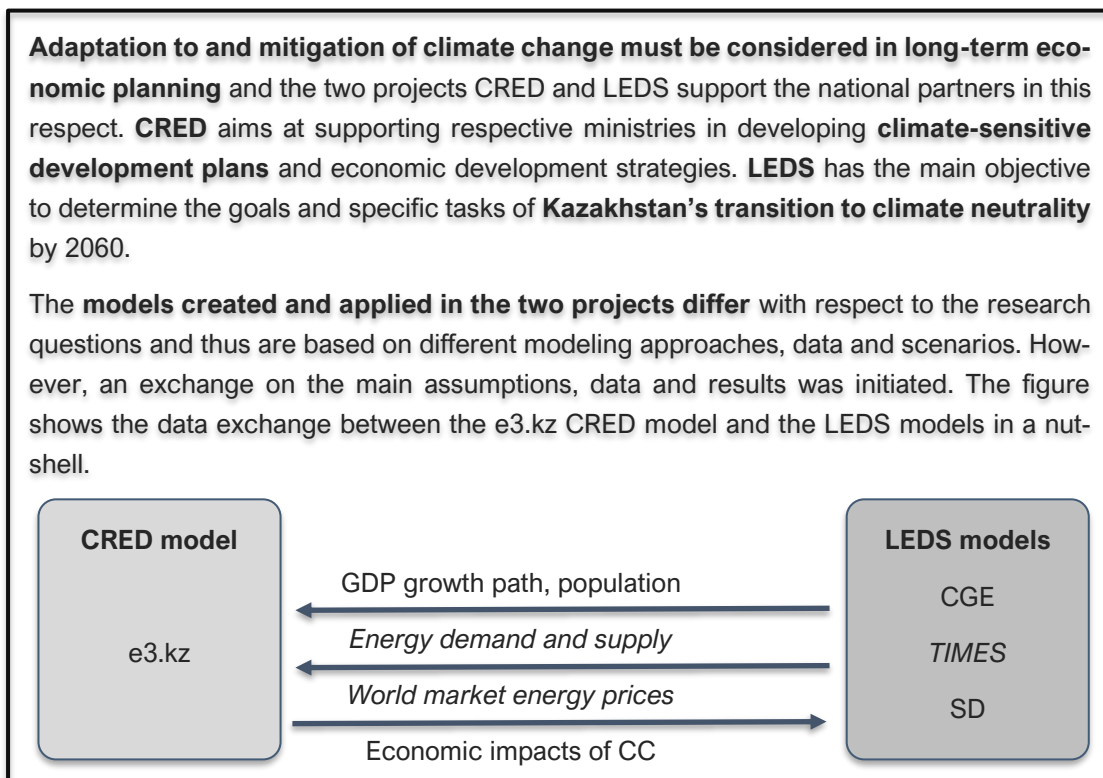 Adaptation to and mitigation of climate change must be considered in long-term eco-
nomic planning and the two projects CRED and LEDS support the national partners in this
respect. CRED aims at supporting respective ministries in developing climate-sensitive
development plans and economic development strategies. LEDS has the main objective
to determine the goals and specific tasks of Kazakhstan’s transition to climate neutrality
by 2060.
The models created and applied in the two projects differ with respect to the research
questions and thus are based on different modeling approaches, data and scenarios. How-
ever, an exchange on the main assumptions, data and results was initiated. The figure
shows the data exchange between the e3.kz CRED model and the LEDS models in a nut-
shell.
CRED model
e3.kz
GDP growth path, population
Energy demand and supply
World market energy prices
Economic impacts of CC
LEDS models
CGE
TIMES
SD